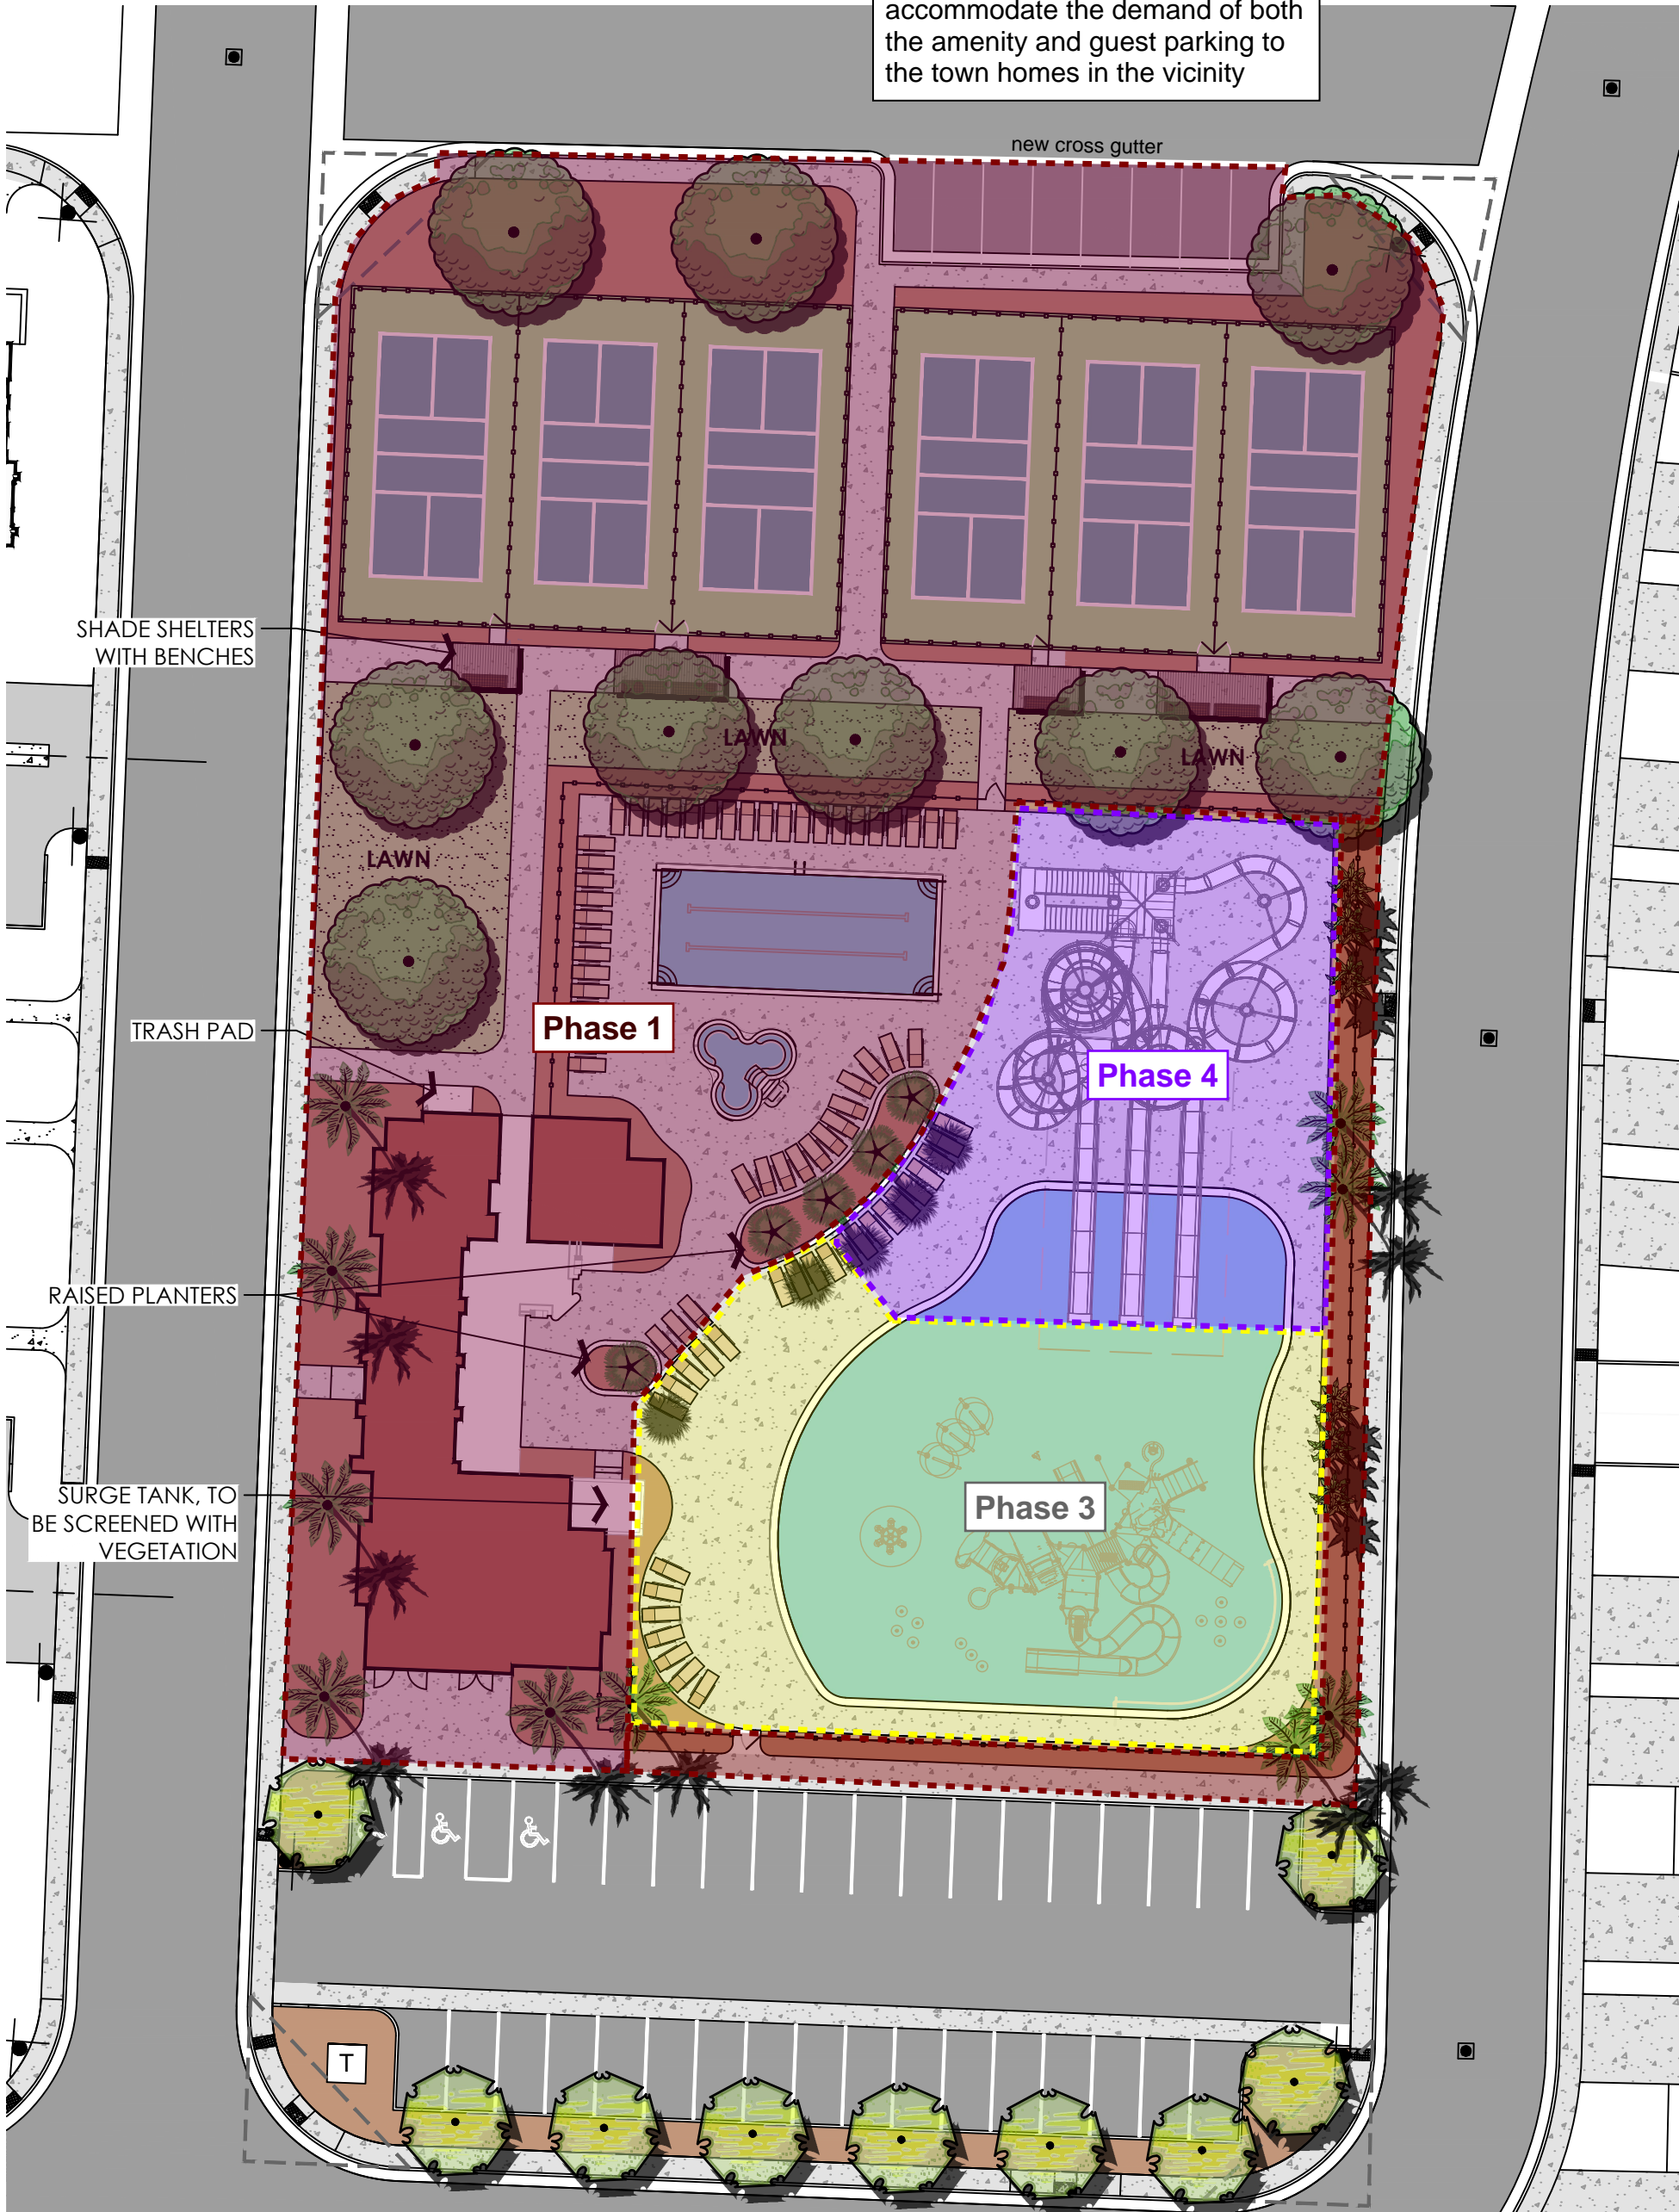 accommodate the demand of both
the amenity and guest parking to
the town homes in the vicinity
new cross gutter
SHADE SHELTERS
WITH BENCHES
LAWN
LAWN
LAWN
TRASH PAD
Phase 1
Phase 4
RAISED PLANTERS
SURGE TANK, TO
BE SCREENED WITH
VEGETATION
Phase 3
T